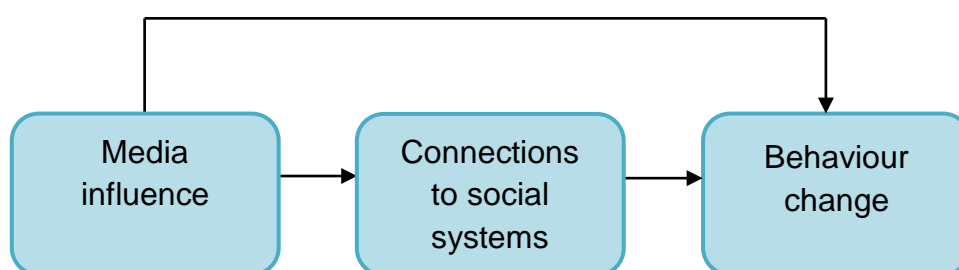 Media
influence
Connections
to social
systems
Behaviour
change